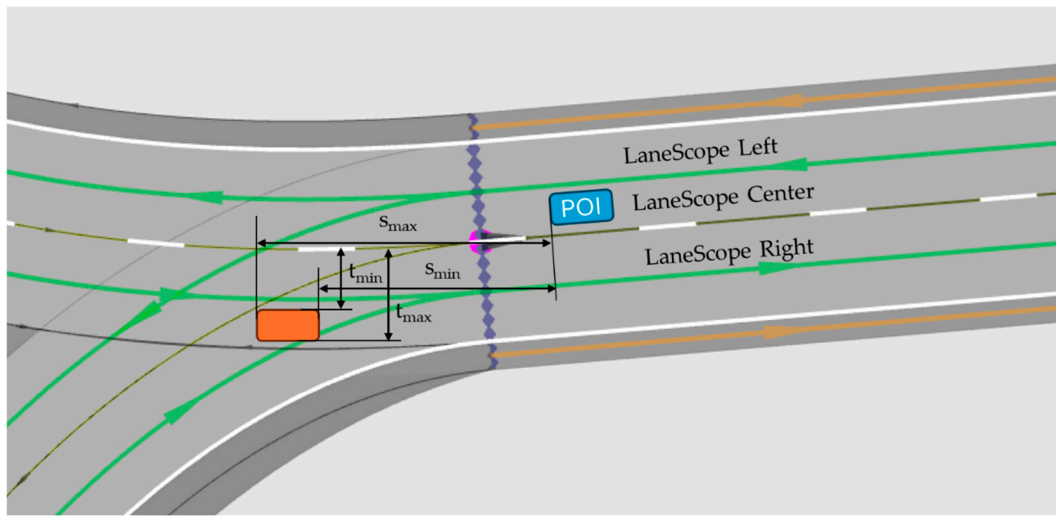 LaneScope Left
POI
LaneScope Center
smax
LaneScope Right
smin
tmin
tmax